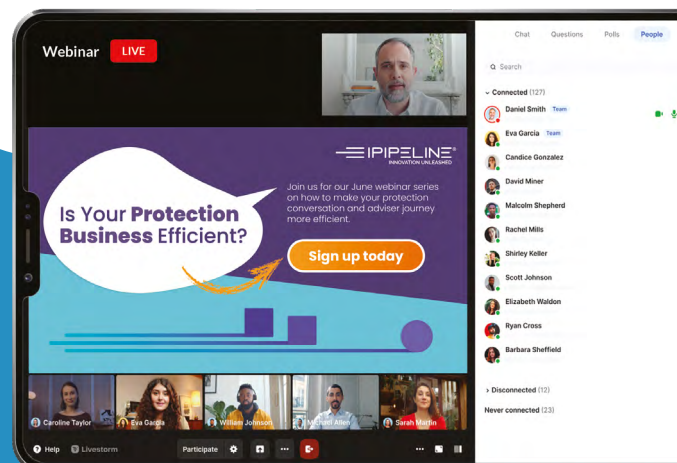 Webinar LIVE
IPIPELINE®
INNOVATION UNLEASHED
Is Your Protection
Business Efficient?
Join us for our June webinar series
on how to make your protection
conversation and adviser journey
more efficient.
Sign up today
Caroline Taylor
Eva Garcia
William Johnson
Michael Allen
Sarah Martin
Help
Livestorm
Participate
Chat Questions Polls People
Search
Connected (127)
Daniel Smith Team
Eva Garcia Team
Candice Gonzalez
David Miner
Malcolm Shepherd
Rachel Mills
Shirley Keller
Scott Johnson
Elizabeth Waldon
Ryan Cross
Barbara Sheffield
Disconnected (12)
Never connected (23)